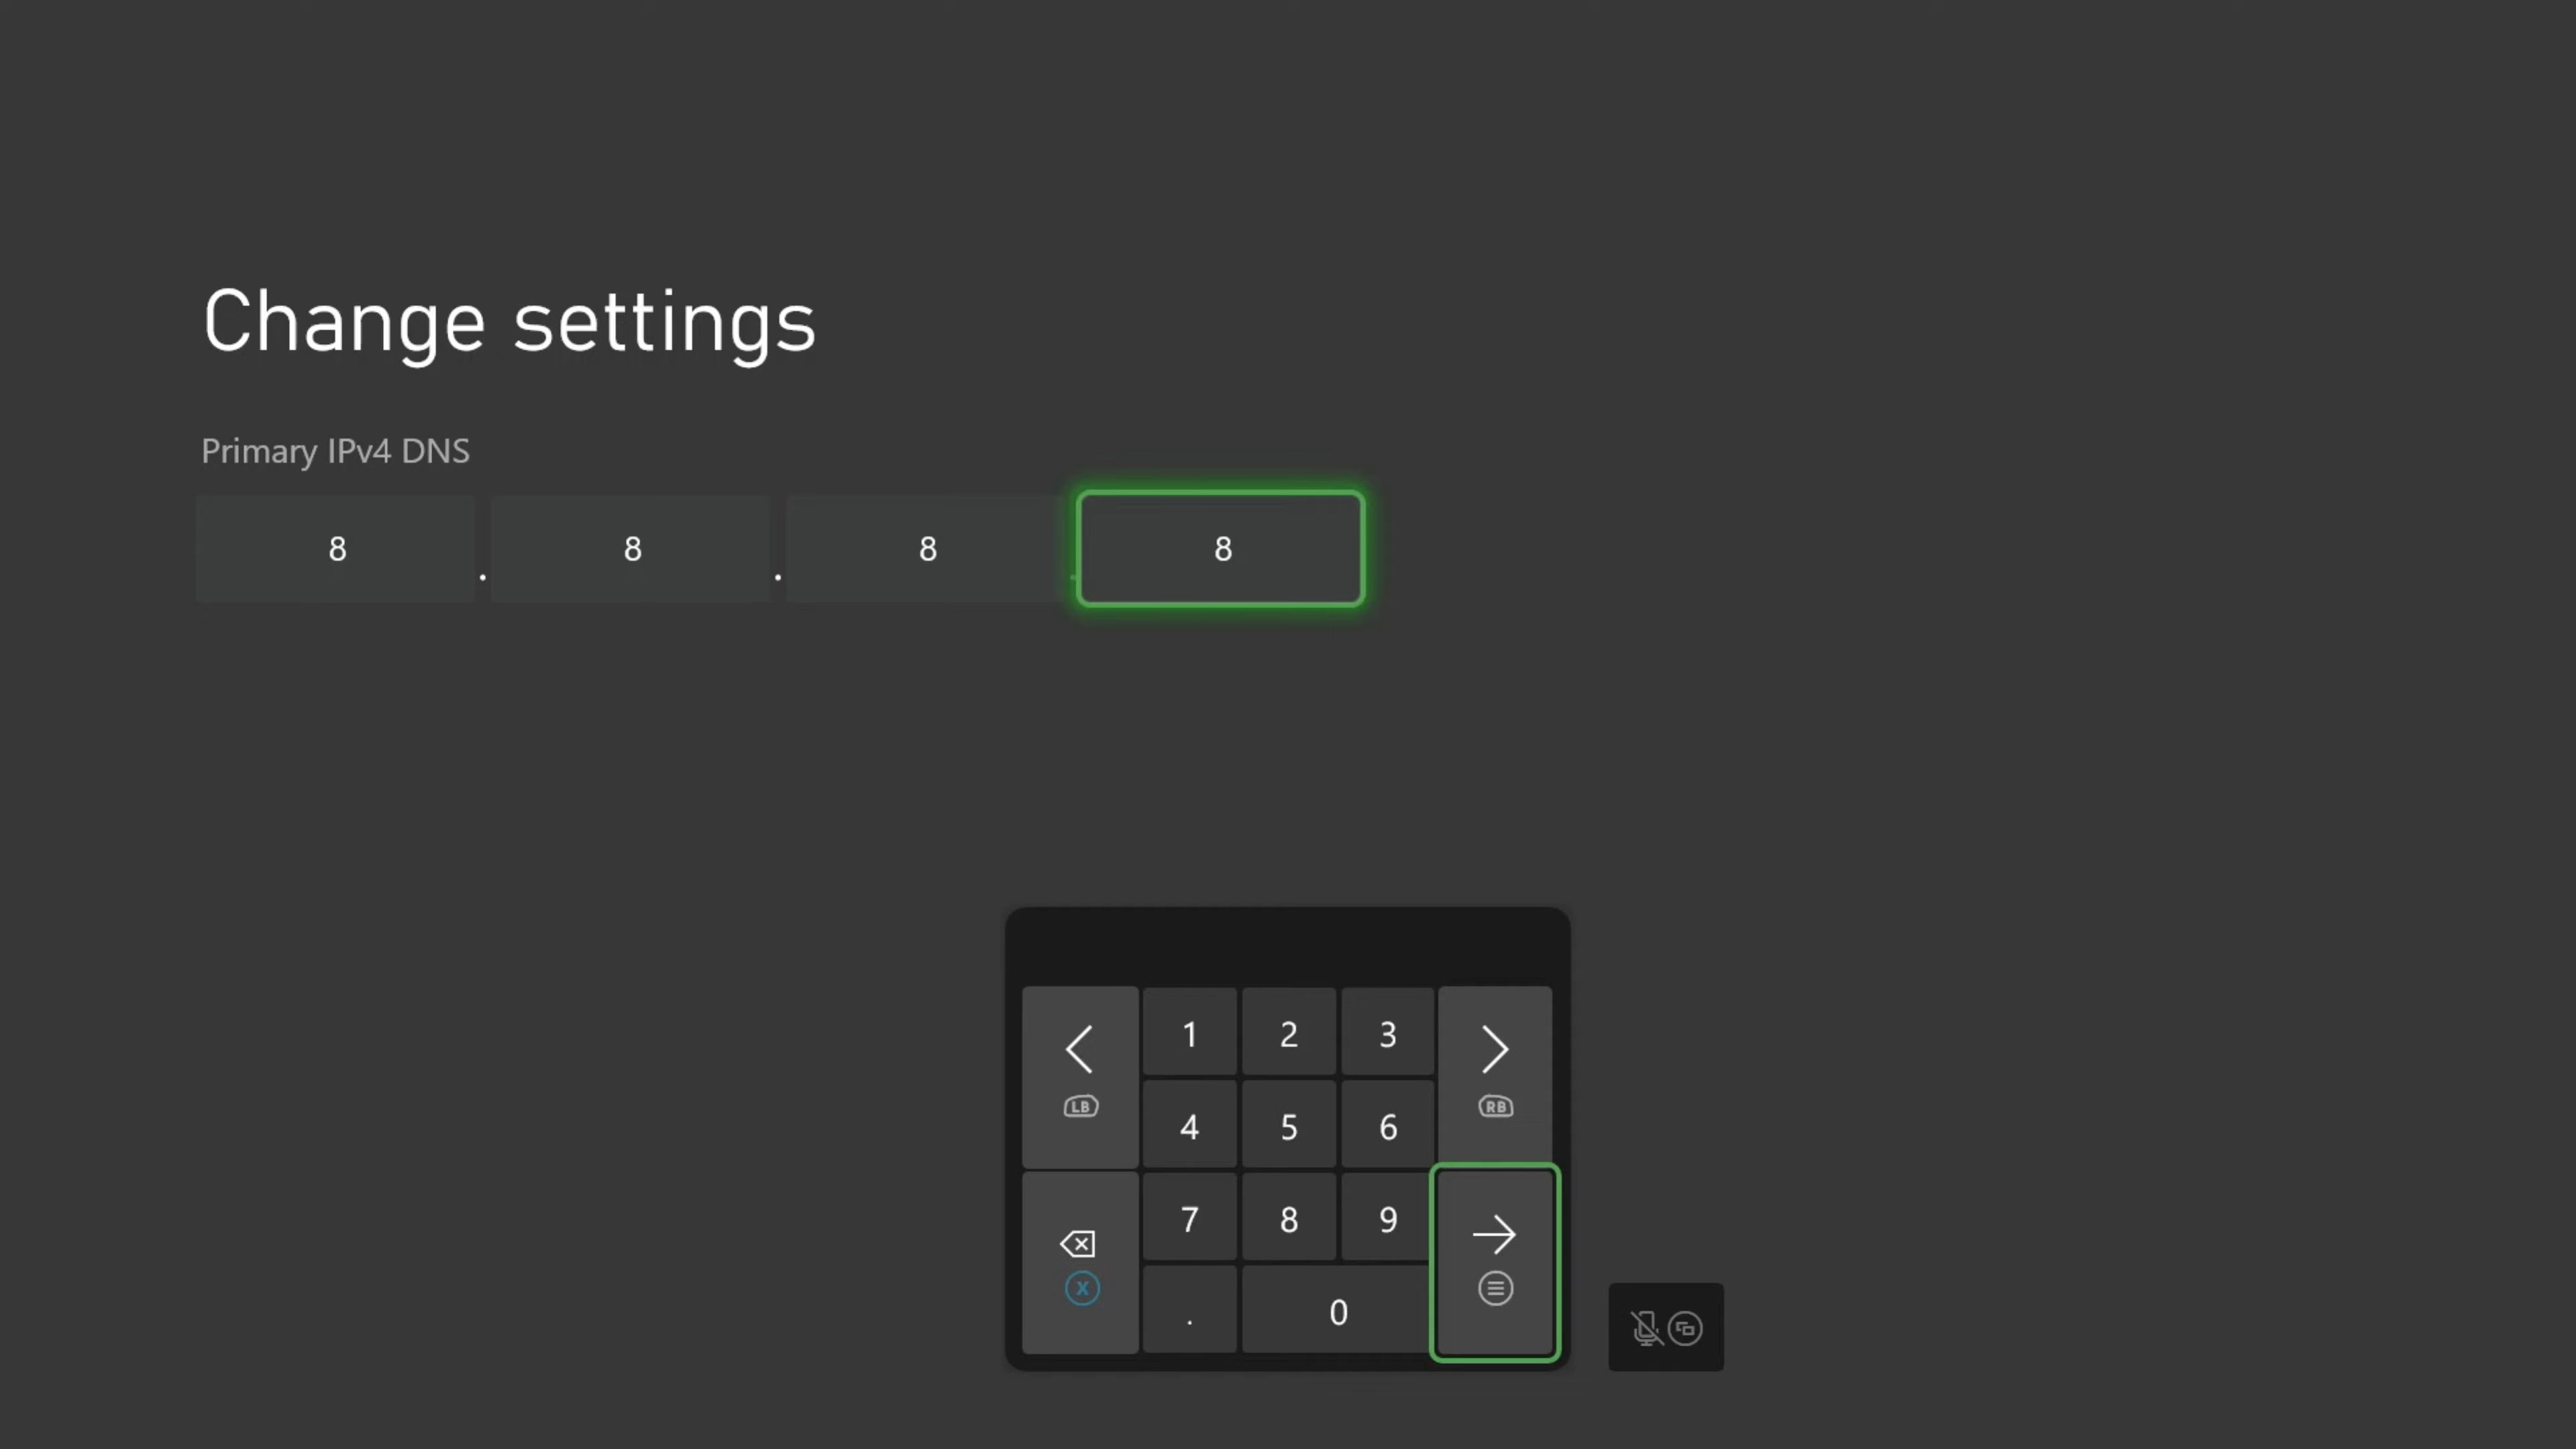 Change settings
Primary IPv4 DNS
8 . 8 . 8 . 8
1 2 3
LB RB
4 5 6
7 8 9
X
. 0